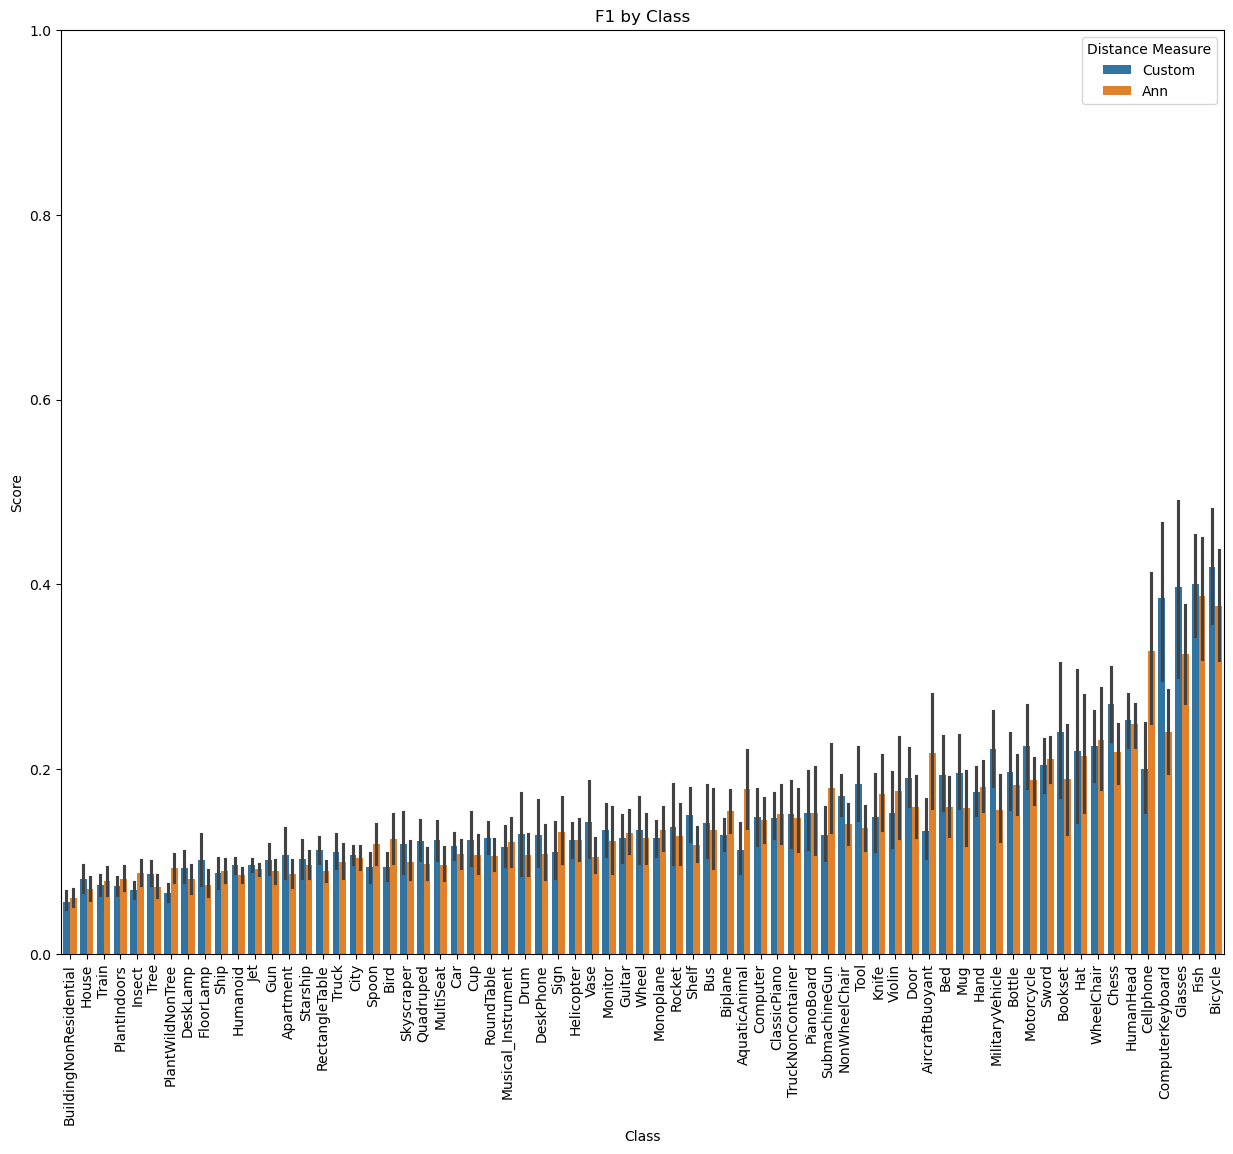 F1 by Class
Distance Measure
Custom
Ann
1.0
0.8
0.6
0.4
0.2
0.0
Score
BuildingNonResidential
House
Train
PlantIndoors
Insect
Tree
PlantWildNonTree
DeskLamp
FloorLamp
Ship
Humanoid
Jet
Gun
Apartment
Starship
RectangleTable
Truck
City
Spoon
Bird
Skyscraper
Quadruped
MultiSeat
Car
Cup
RoundTable
Musical_Instrument
Drum
DeskPhone
Sign
Helicopter
Vase
Monitor
Guitar
Wheel
Monoplane
Rocket
Shelf
Bus
Biplane
AquaticAnimal
Computer
ClassicPiano
TruckNonContainer
PianoBoard
SubmachineGun
NonWheelChair
Tool
Knife
Violin
Door
AircraftBuoyant
Bed
Mug
Hand
MilitaryVehicle
Bottle
Motorcycle
Sword
Bookset
Hat
WheelChair
Chess
HumanHead
Cellphone
ComputerKeyboard
Glasses
Fish
Bicycle
Class